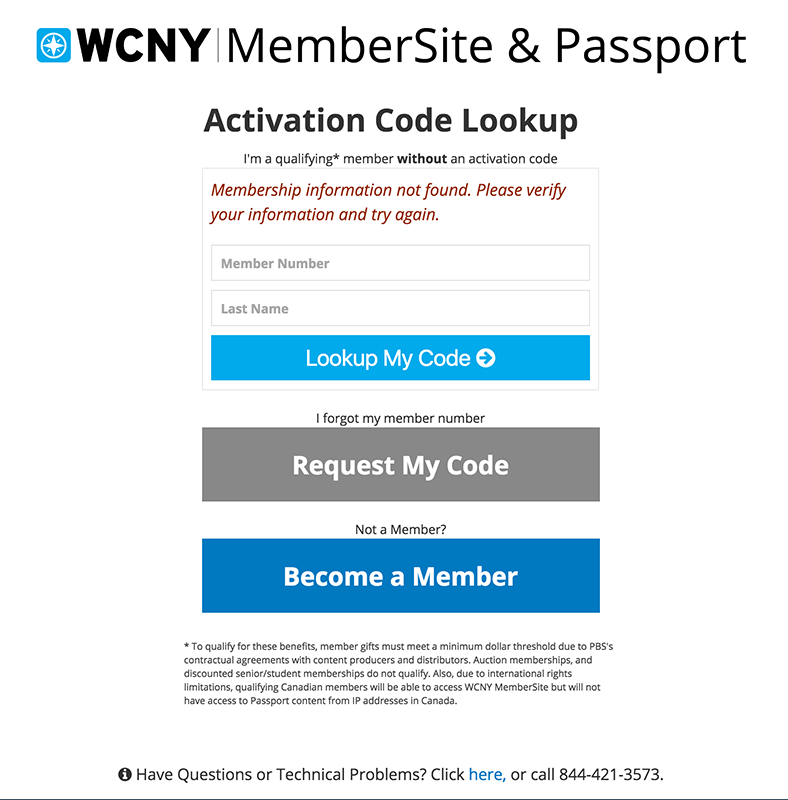 WCNY MemberSite & Passport
Activation Code Lookup
I'm a qualifying* member without an activation code
Membership information not found. Please verify
your information and try again.
Member Number
Last Name
Lookup My Code
I forgot my member number
Request My Code
Not a Member?
Become a Member
* To qualify for these benefits, member gifts must meet a minimum dollar threshold due to PBS's
contractual agreements with content producers and distributors. Auction memberships, and
discounted senior/student memberships do not qualify. Also, due to international rights
limitations, qualifying Canadian members will be able to access WCNY MemberSite but will not
have access to Passport content from IP addresses in Canada.
Have Questions or Technical Problems? Click here, or call 844-421-3573.